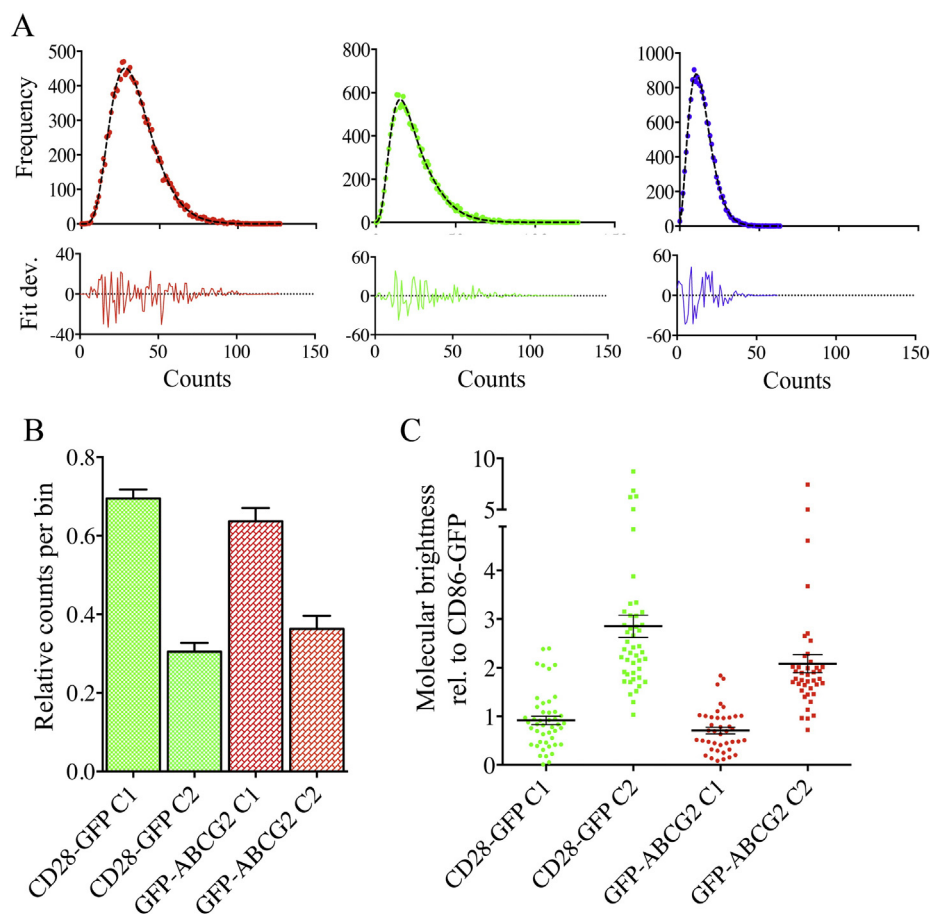 A
Frequency
500
400
300
200
100
0
800
600
400
200
0
50
100
150
1000
800
600
400
200
0
Fit dev.
40
0
-40
0
50
100
150
Counts
60
0
-60
0
50
100
150
Counts
60
0
-60
0
50
100
150
Counts
B
Relative counts per bin
0.8
0.6
0.4
0.2
0.0
CD28-GFP C1
CD28-GFP C2
GFP-ABCG2 C1
GFP-ABCG2 C2
C
Molecular brightness
rel. to CD86-GFP
10
5
4
3
2
1
0
CD28-GFP C1
CD28-GFP C2
GFP-ABCG2 C1
GFP-ABCG2 C2